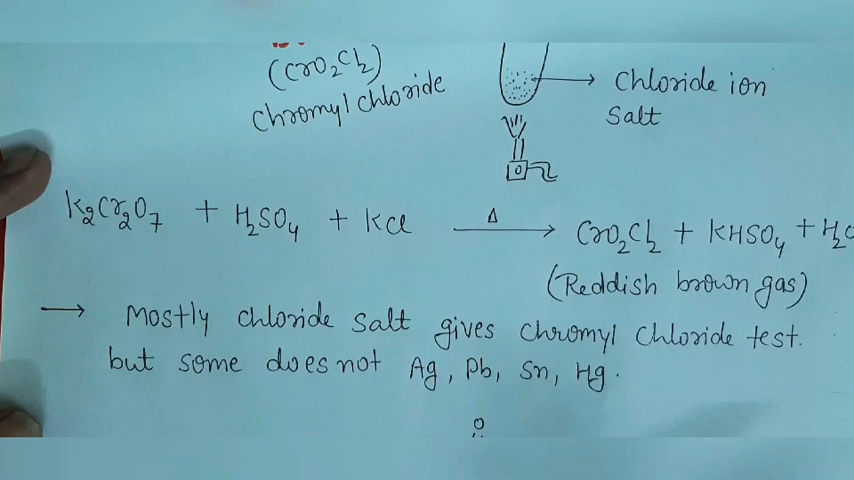 (CrO2Cl2)
Chromyl chloride
Chloride ion
Salt
K2Cr2O7 + H2SO4 + KCl Δ → CrO2Cl2 + KHSO4 + H2O
(Reddish brown gas)
→ Mostly chloride salt gives chromyl chloride test.
but some does not Ag, Pb, Sn, Hg.